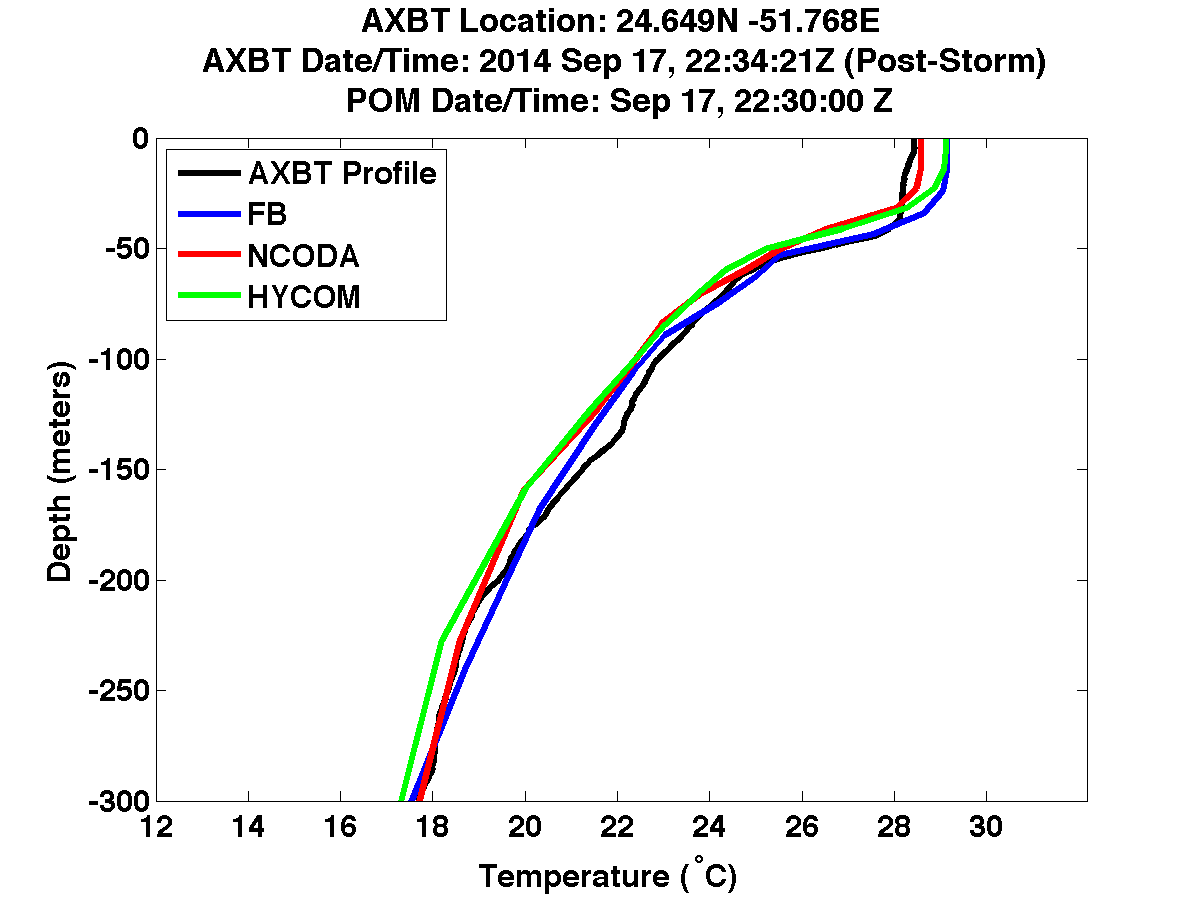 AXBT Location: 24.649N -51.768E
AXBT Date/Time: 2014 Sep 17, 22:34:21Z (Post-Storm)
POM Date/Time: Sep 17, 22:30:00 Z
AXBT Profile
FB
NCODA
HYCOM
0
-50
-100
-150
-200
-250
-300
Depth (meters)
12 14 16 18 20 22 24 26 28 30
Temperature (˚C)